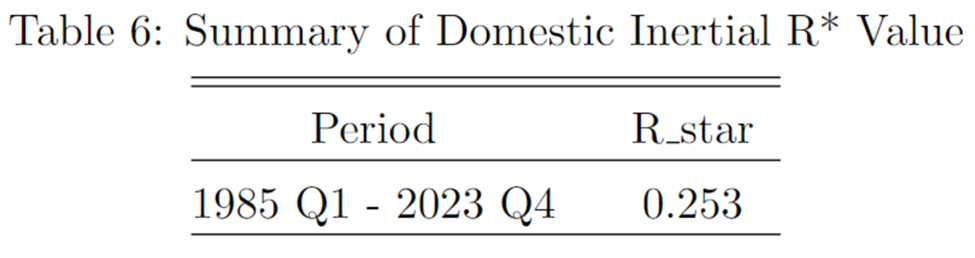 Table 6: Summary of Domestic Inertial R* Value
Period R_star
1985 Q1 - 2023 Q4 0.253